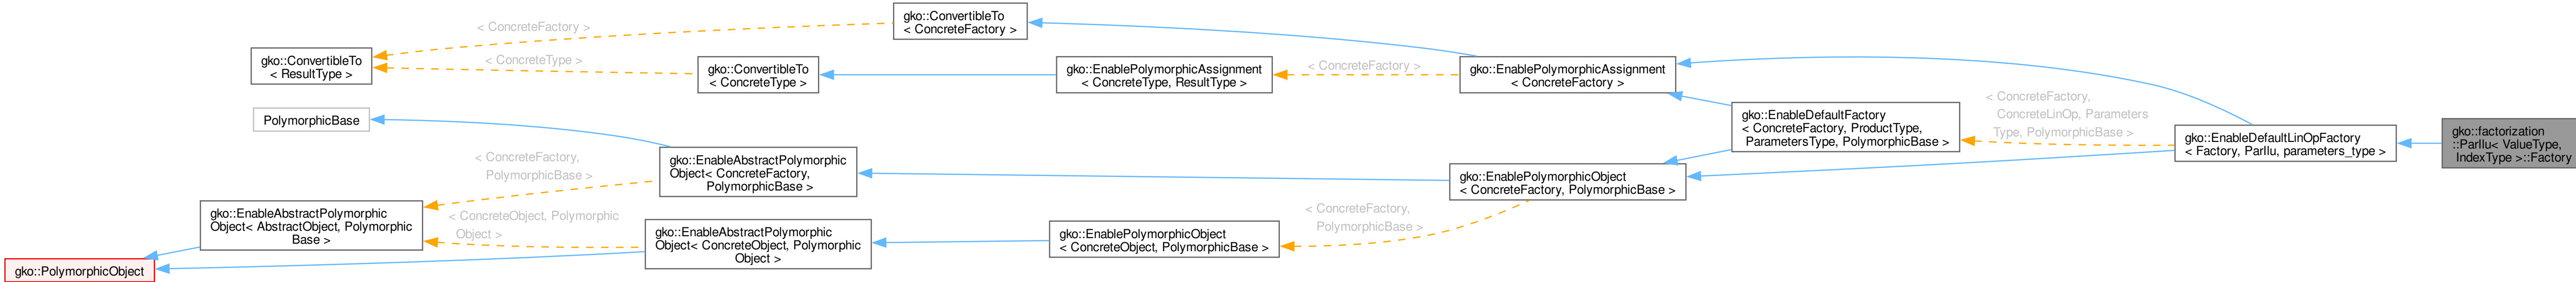 gko::ConvertibleTo
< ConcreteFactory >
< ConcreteFactory >
gko::ConvertibleTo
< ResultType >
< ConcreteType >
gko::ConvertibleTo
< ConcreteType >
gko::EnablePolymorphicAssignment
< ConcreteType, ResultType >
< ConcreteFactory >
gko::EnablePolymorphicAssignment
< ConcreteFactory >
PolymorphicBase
gko::EnableDefaultFactory
< ConcreteFactory, ProductType,
ParametersType, PolymorphicBase >
< ConcreteFactory,
ConcreteLinOp, Parameters
Type, PolymorphicBase >
gko::EnableDefaultLinOpFactory
< Factory, ParIlu, parameters_type >
gko::factorization
::ParIlu< ValueType,
IndexType >::Factory
< ConcreteFactory,
PolymorphicBase >
gko::EnableAbstractPolymorphic
Object< ConcreteFactory,
PolymorphicBase >
gko::EnablePolymorphicObject
< ConcreteFactory, PolymorphicBase >
gko::EnableAbstractPolymorphic
Object< AbstractObject, Polymorphic
Base >
< ConcreteObject, Polymorphic
Object >
gko::EnableAbstractPolymorphic
Object< ConcreteObject, Polymorphic
Object >
gko::EnablePolymorphicObject
< ConcreteObject, PolymorphicBase >
< ConcreteFactory,
PolymorphicBase >
gko::PolymorphicObject